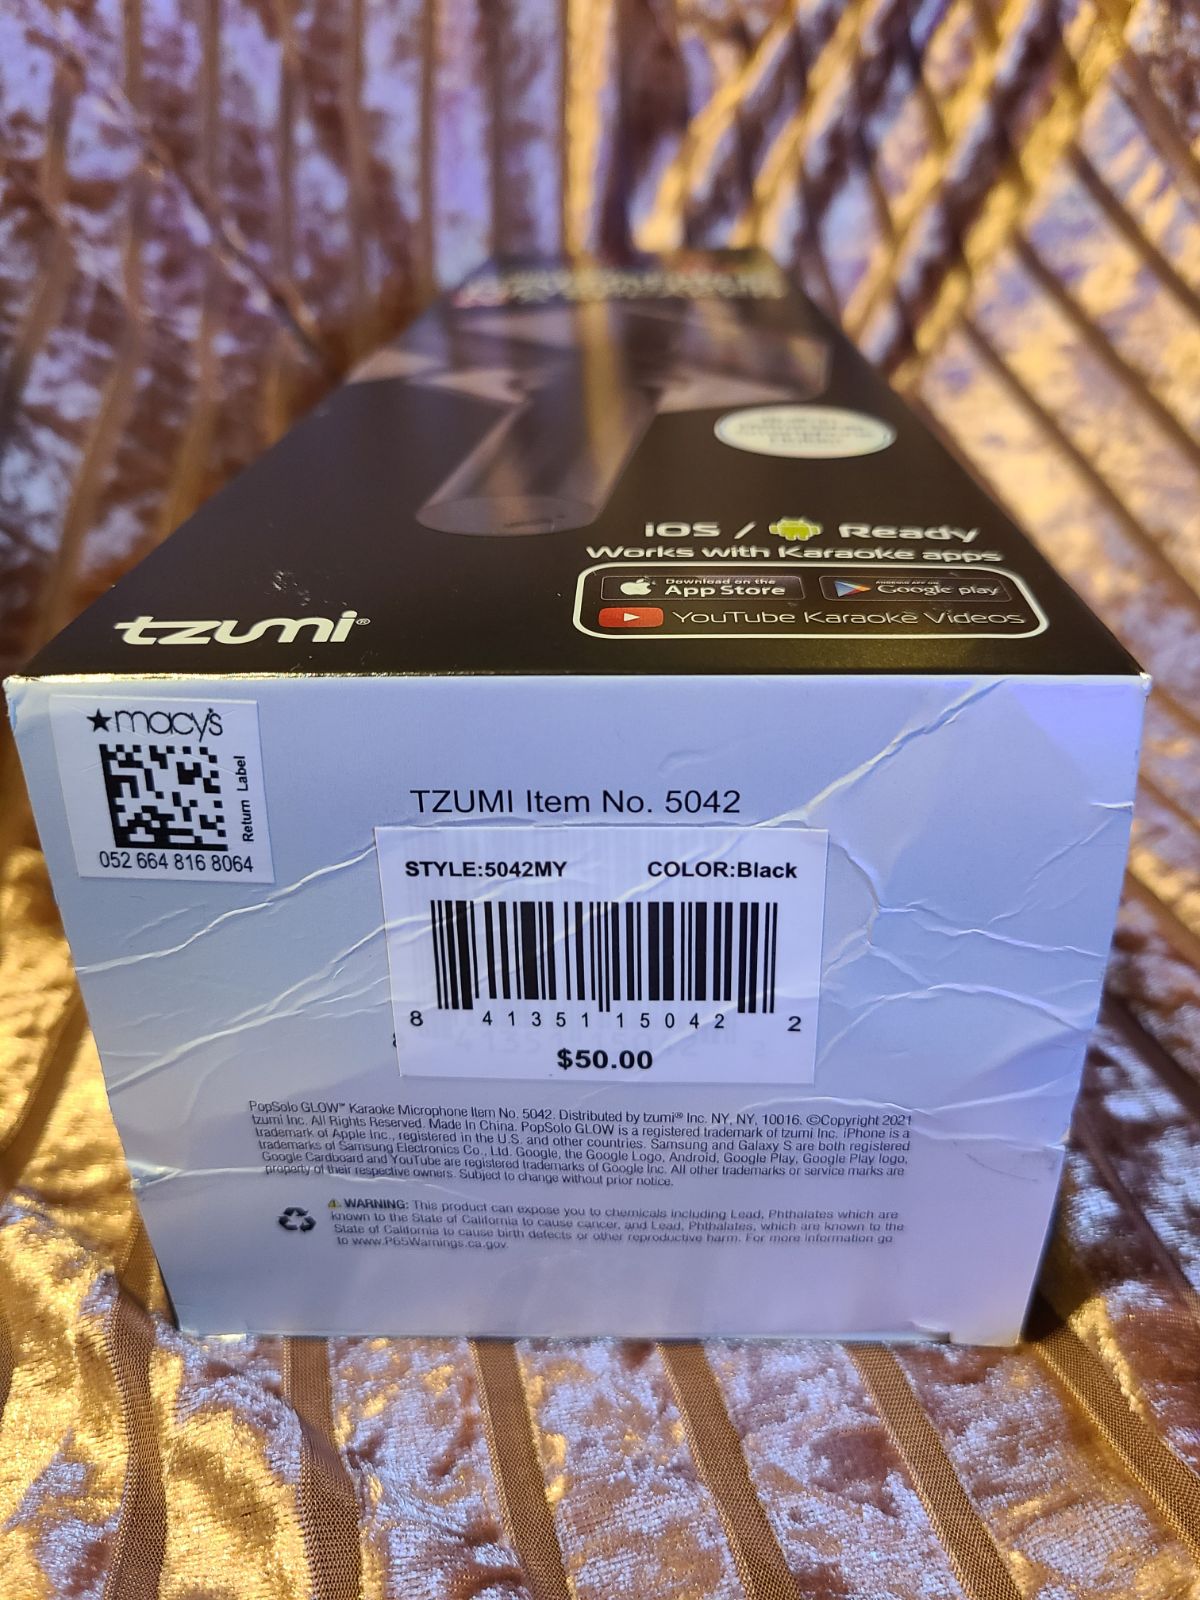 iOS / Ready
Works with Karaoke apps
Download on the
App Store
ANDROID APP ON
Google play
YouTube Karaoke Videos
tzumi®
★macy's
Return Label
052 664 816 8064
TZUMI Item No. 5042
STYLE:5042MY COLOR:Black
8 41351 15042 2
$50.00
PopSolo GLOW™ Karaoke Microphone Item No. 5042. Distributed by tzumi® Inc. NY, NY, 10016. ©Copyright 2021
tzumi Inc. All Rights Reserved. Made In China. PopSolo GLOW is a registered trademark of tzumi Inc. iPhone is a
trademark of Apple Inc., registered in the U.S. and other countries. Samsung and Galaxy S are both registered
trademarks of Samsung Electronics Co., Ltd. Google, the Google Logo, Android, Google Play, Google Play logo,
Google Cardboard and YouTube are registered trademarks of Google Inc. All other trademarks or service marks are
property of their respective owners. Subject to change without prior notice.
⚠ WARNING: This product can expose you to chemicals including Lead, Phthalates which are
known to the State of California to cause cancer, and Lead, Phthalates, which are known to the
State of California to cause birth defects or other reproductive harm. For more information go
to www.P65Warnings.ca.gov.